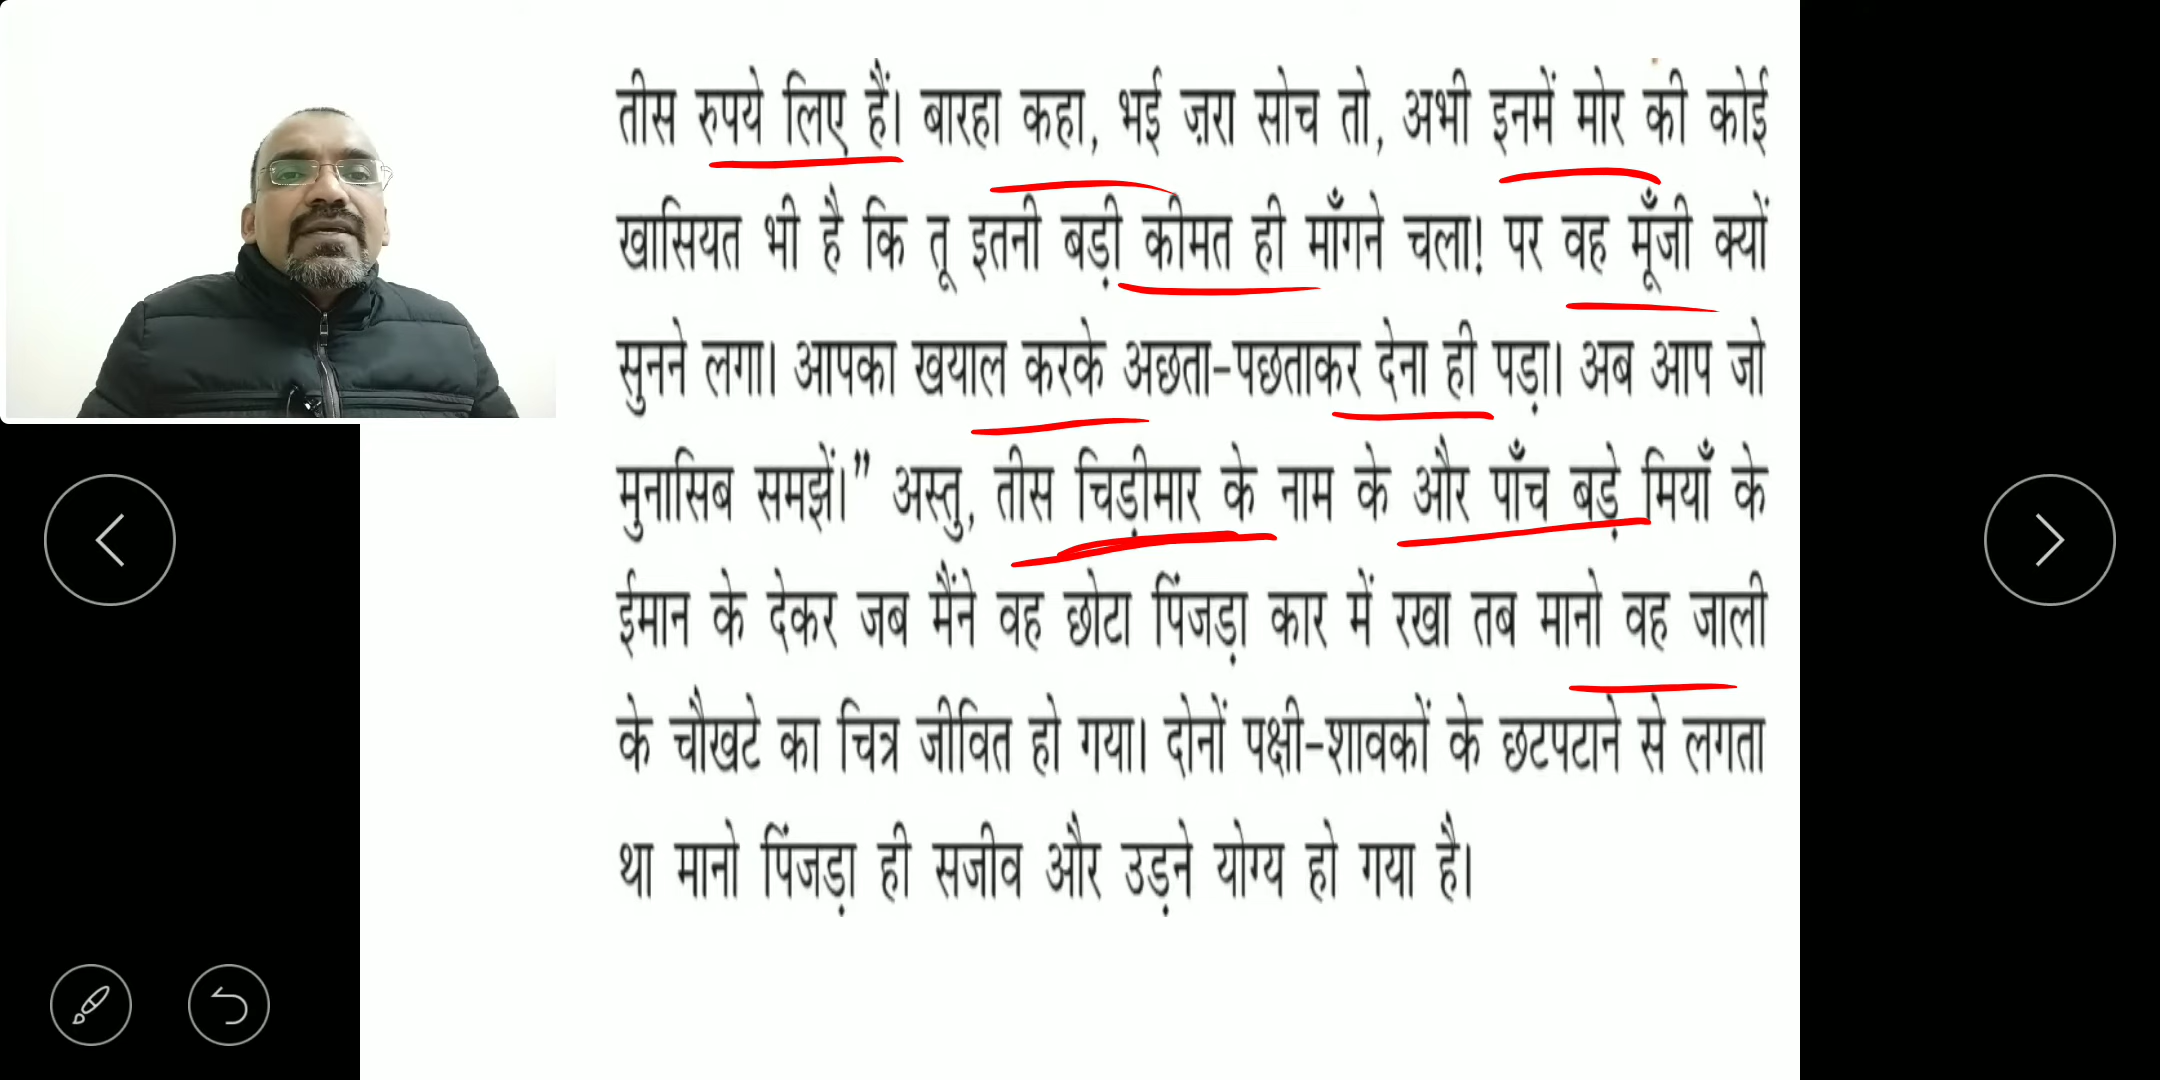 तीस रुपये लिए हैं। बारहा कहा, भई ज़रा सोच तो, अभी इनमें मोर की कोई
खासियत भी है कि तू इतनी बड़ी कीमत ही माँगने चला! पर वह मूँजी क्यों
सुनने लगा। आपका खयाल करके अछता-पछताकर देना ही पड़ा। अब आप जो
मुनासिब समझें।” अस्तु, तीस चिड़ीमार के नाम के और पाँच बड़े मियाँ के
ईमान के देकर जब मैंने वह छोटा पिंजड़ा कार में रखा तब मानो वह जाली
के चौखटे का चित्र जीवित हो गया। दोनों पक्षी-शावकों के छटपटाने से लगता
था मानो पिंजड़ा ही सजीव और उड़ने योग्य हो गया है।